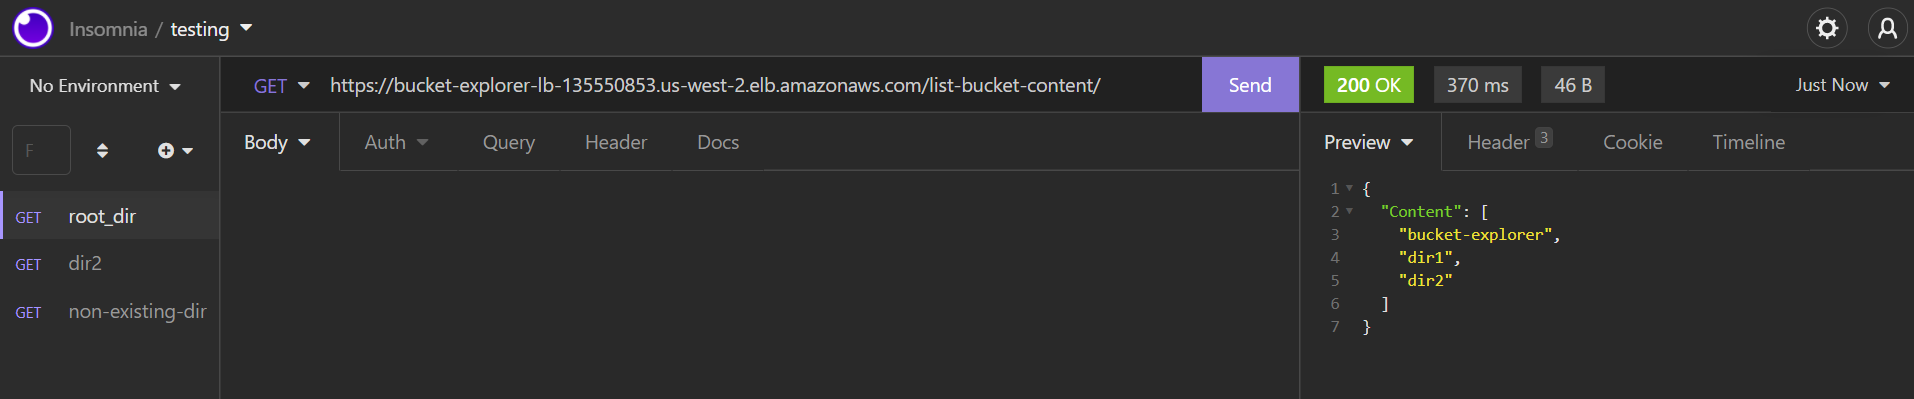 Insomnia / testing
No Environment
GET https://bucket-explorer-lb-135550853.us-west-2.elb.amazonaws.com/list-bucket-content/ Send
200 OK 370 ms 46 B Just Now
F
Body Auth Query Header Docs
Preview Header 3 Cookie Timeline
GET root_dir
GET dir2
GET non-existing-dir
1 {
2 "Content": [
3 "bucket-explorer",
4 "dir1",
5 "dir2"
6 ]
7 }